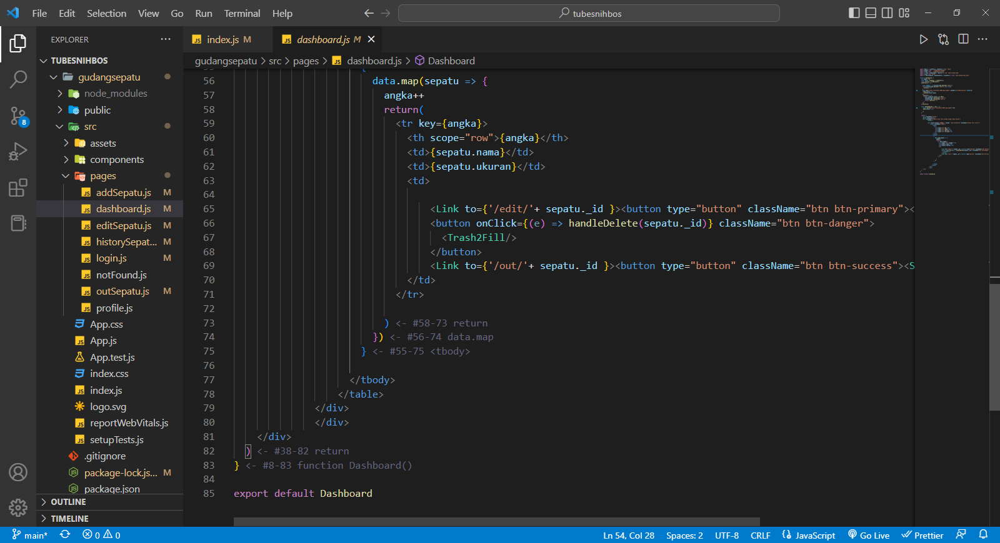 File Edit Selection View Go Run Terminal Help
tubesnihbos
EXPLORER
TUBESNIHBOS
gudangsepatu
node_modules
public
src
assets
components
pages
addSepatu.js M
dashboard.js M
editSepatu.js M
historySepat... M
login.js M
notFound.js
outSepatu.js M
profile.js
App.css
App.js
App.test.js
index.css
index.js
logo.svg
reportWebVitals.js
setupTests.js
.gitignore
package-lock.js... M
package.json
OUTLINE
TIMELINE
8
index.js M
dashboard.js M
gudangsepatu > src > pages > JS dashboard.js > Dashboard
56 data.map(sepatu => {
57 angka++
58 return(
59 <tr key={angka}>
60 <th scope="row">{angka}</th>
61 <td>{sepatu.nama}</td>
62 <td>{sepatu.ukuran}</td>
63 <td>
64
65 <Link to={'/edit/'+ sepatu._id }><button type="button" className="btn btn-primary"><
66 <button onClick={(e) => handleDelete(sepatu._id)} className="btn btn-danger">
67 <Trash2Fill/>
68 </button>
69 <Link to={'/out/'+ sepatu._id }><button type="button" className="btn btn-success"><S
70 </td>
71 </tr>
72
73 ) <- #58-73 return
74 }) <- #56-74 data.map
75 } <- #55-75 <tbody>
76
77 </tbody>
78 </table>
79 </div>
80 </div>
81 </div>
82 ) <- #38-82 return
83 } <- #8-83 function Dashboard()
84
85 export default Dashboard
main* 0 0 Ln 54, Col 28 Spaces: 2 UTF-8 CRLF JavaScript Go Live Prettier